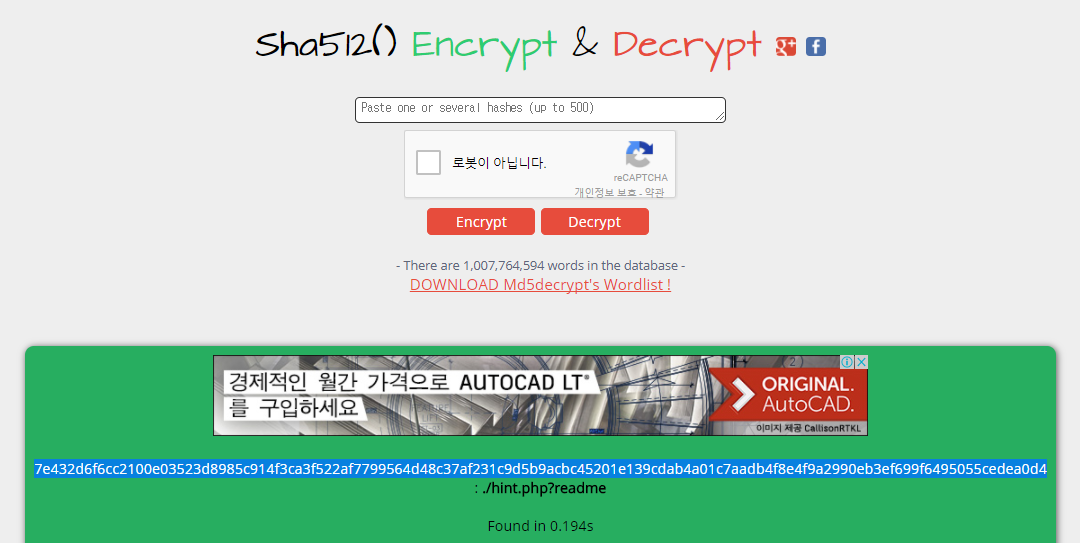 Sha512() Encrypt & Decrypt
Paste one or several hashes (up to 500)
로봇이 아닙니다.
reCAPTCHA
개인정보 보호 - 약관
Encrypt Decrypt
- There are 1,007,764,594 words in the database -
DOWNLOAD Md5decrypt's Wordlist !
경제적인 월간 가격으로 AUTOCAD LT®
를 구입하세요
ORIGINAL.
AutoCAD.
이미지 제공 CallisonRTKL
7e432d6f6cc2100e03523d8985c914f3ca3f522af7799564d48c37af231c9d5b9acbc45201e139cdab4a01c7aadb4f8e4f9a2990eb3ef699f6495055cedea0d4
: ./hint.php?readme
Found in 0.194s